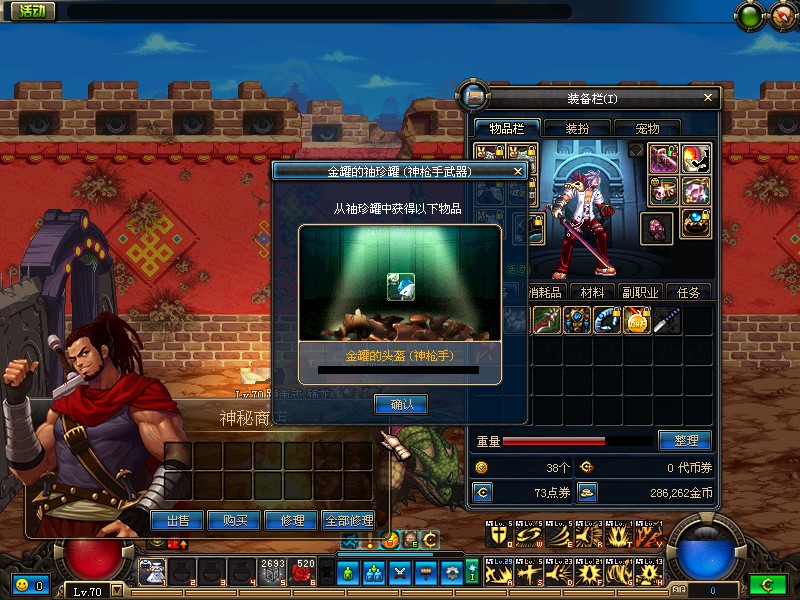 活动
装备栏(I)
物品栏 装扮 宠物
金罐的袖珍罐 (神枪手武器)
从袖珍罐中获得以下物品
金罐的头盔 (神枪手)
确认
消耗品 材料 副职业 任务
重量
整理
38个
0 代币券
73点券
286,262金币
Lv.70
神秘商店
出售 购买 修理 全部修理
2693 520
0
Lv.70
0